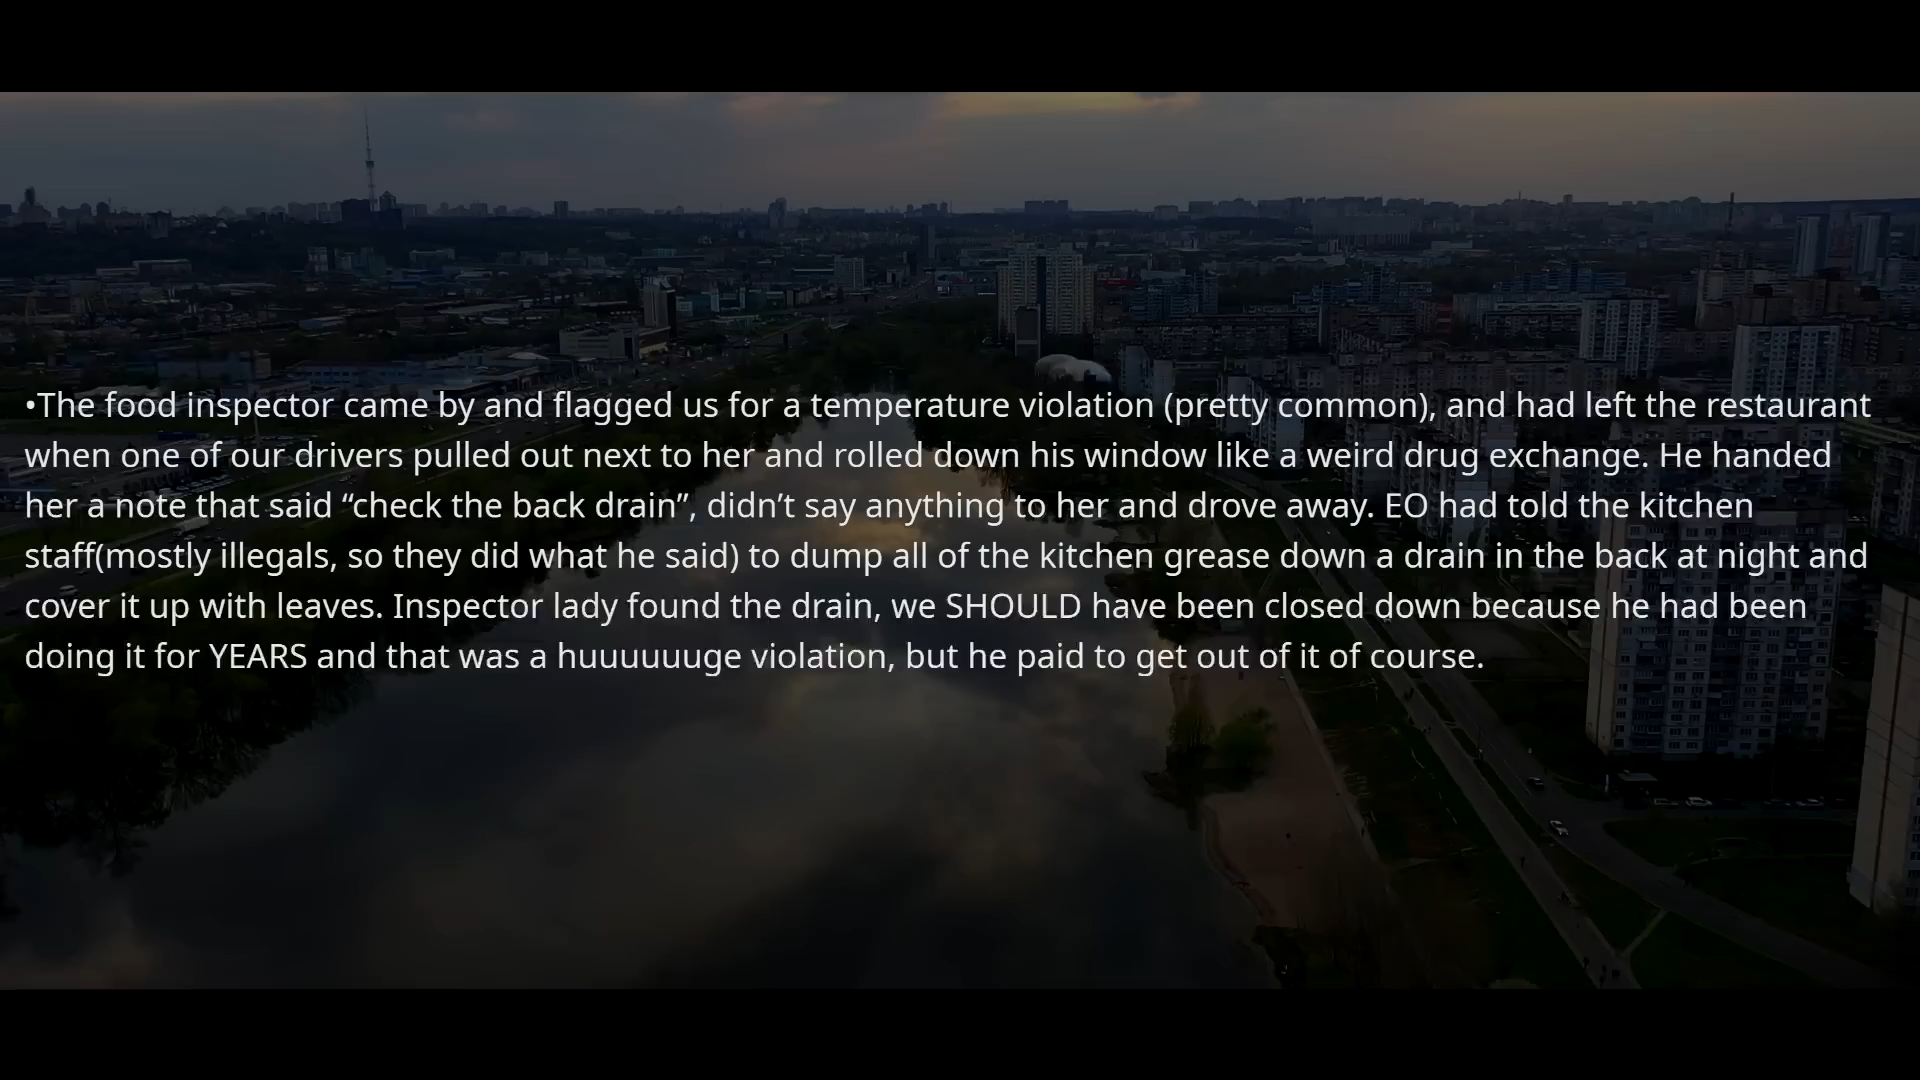 •The food inspector came by and flagged us for a temperature violation (pretty common), and had left the restaurant
when one of our drivers pulled out next to her and rolled down his window like a weird drug exchange. He handed
her a note that said “check the back drain”, didn’t say anything to her and drove away. EO had told the kitchen
staff(mostly illegals, so they did what he said) to dump all of the kitchen grease down a drain in the back at night and
cover it up with leaves. Inspector lady found the drain, we SHOULD have been closed down because he had been
doing it for YEARS and that was a huuuuuuge violation, but he paid to get out of it of course.